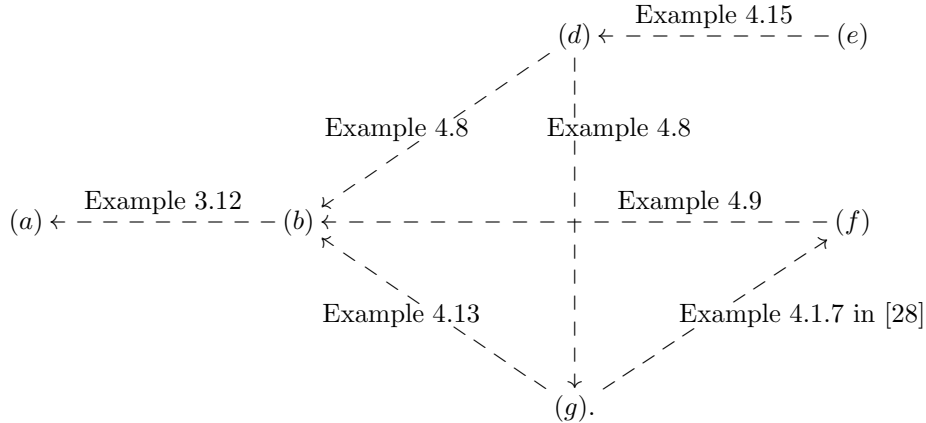 Example 4.15
(d) (e)
Example 4.8 Example 4.8
Example 3.12 Example 4.9
(a) (b) (f)
Example 4.13 Example 4.1.7 in [28]
(g).